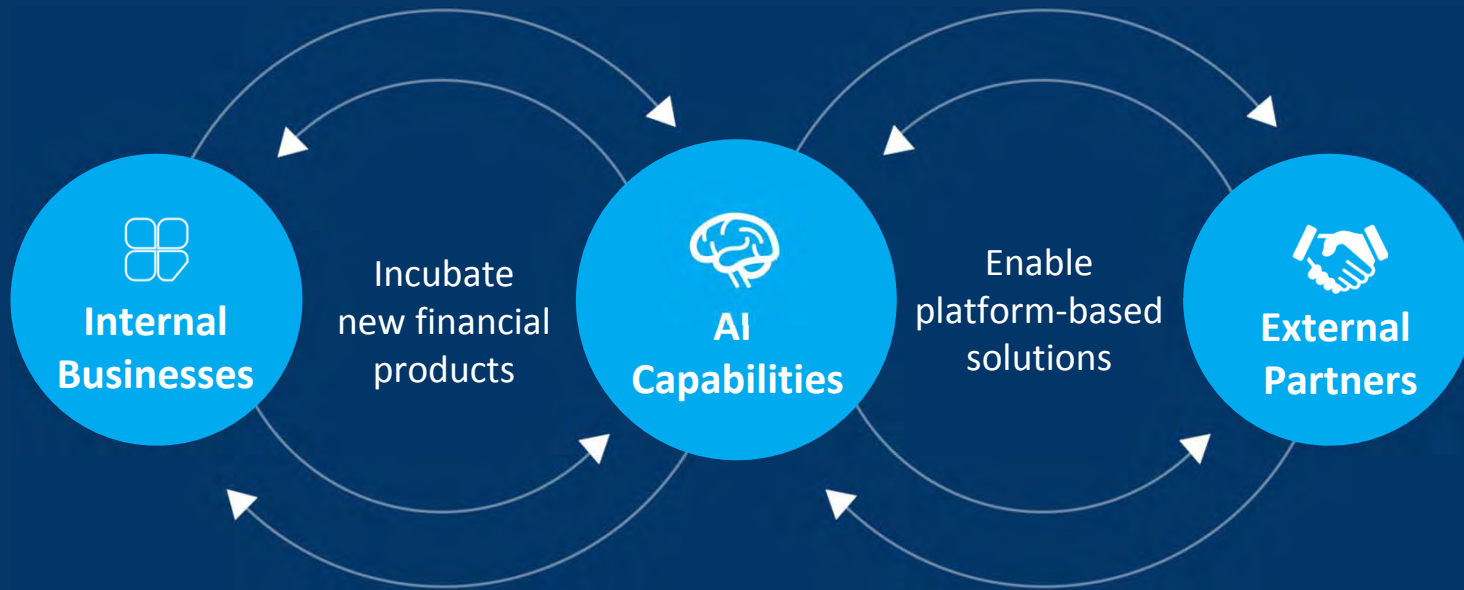 Internal
Businesses
Incubate
new financial
products
AI
Capabilities
Enable
platform-based
solutions
External
Partners